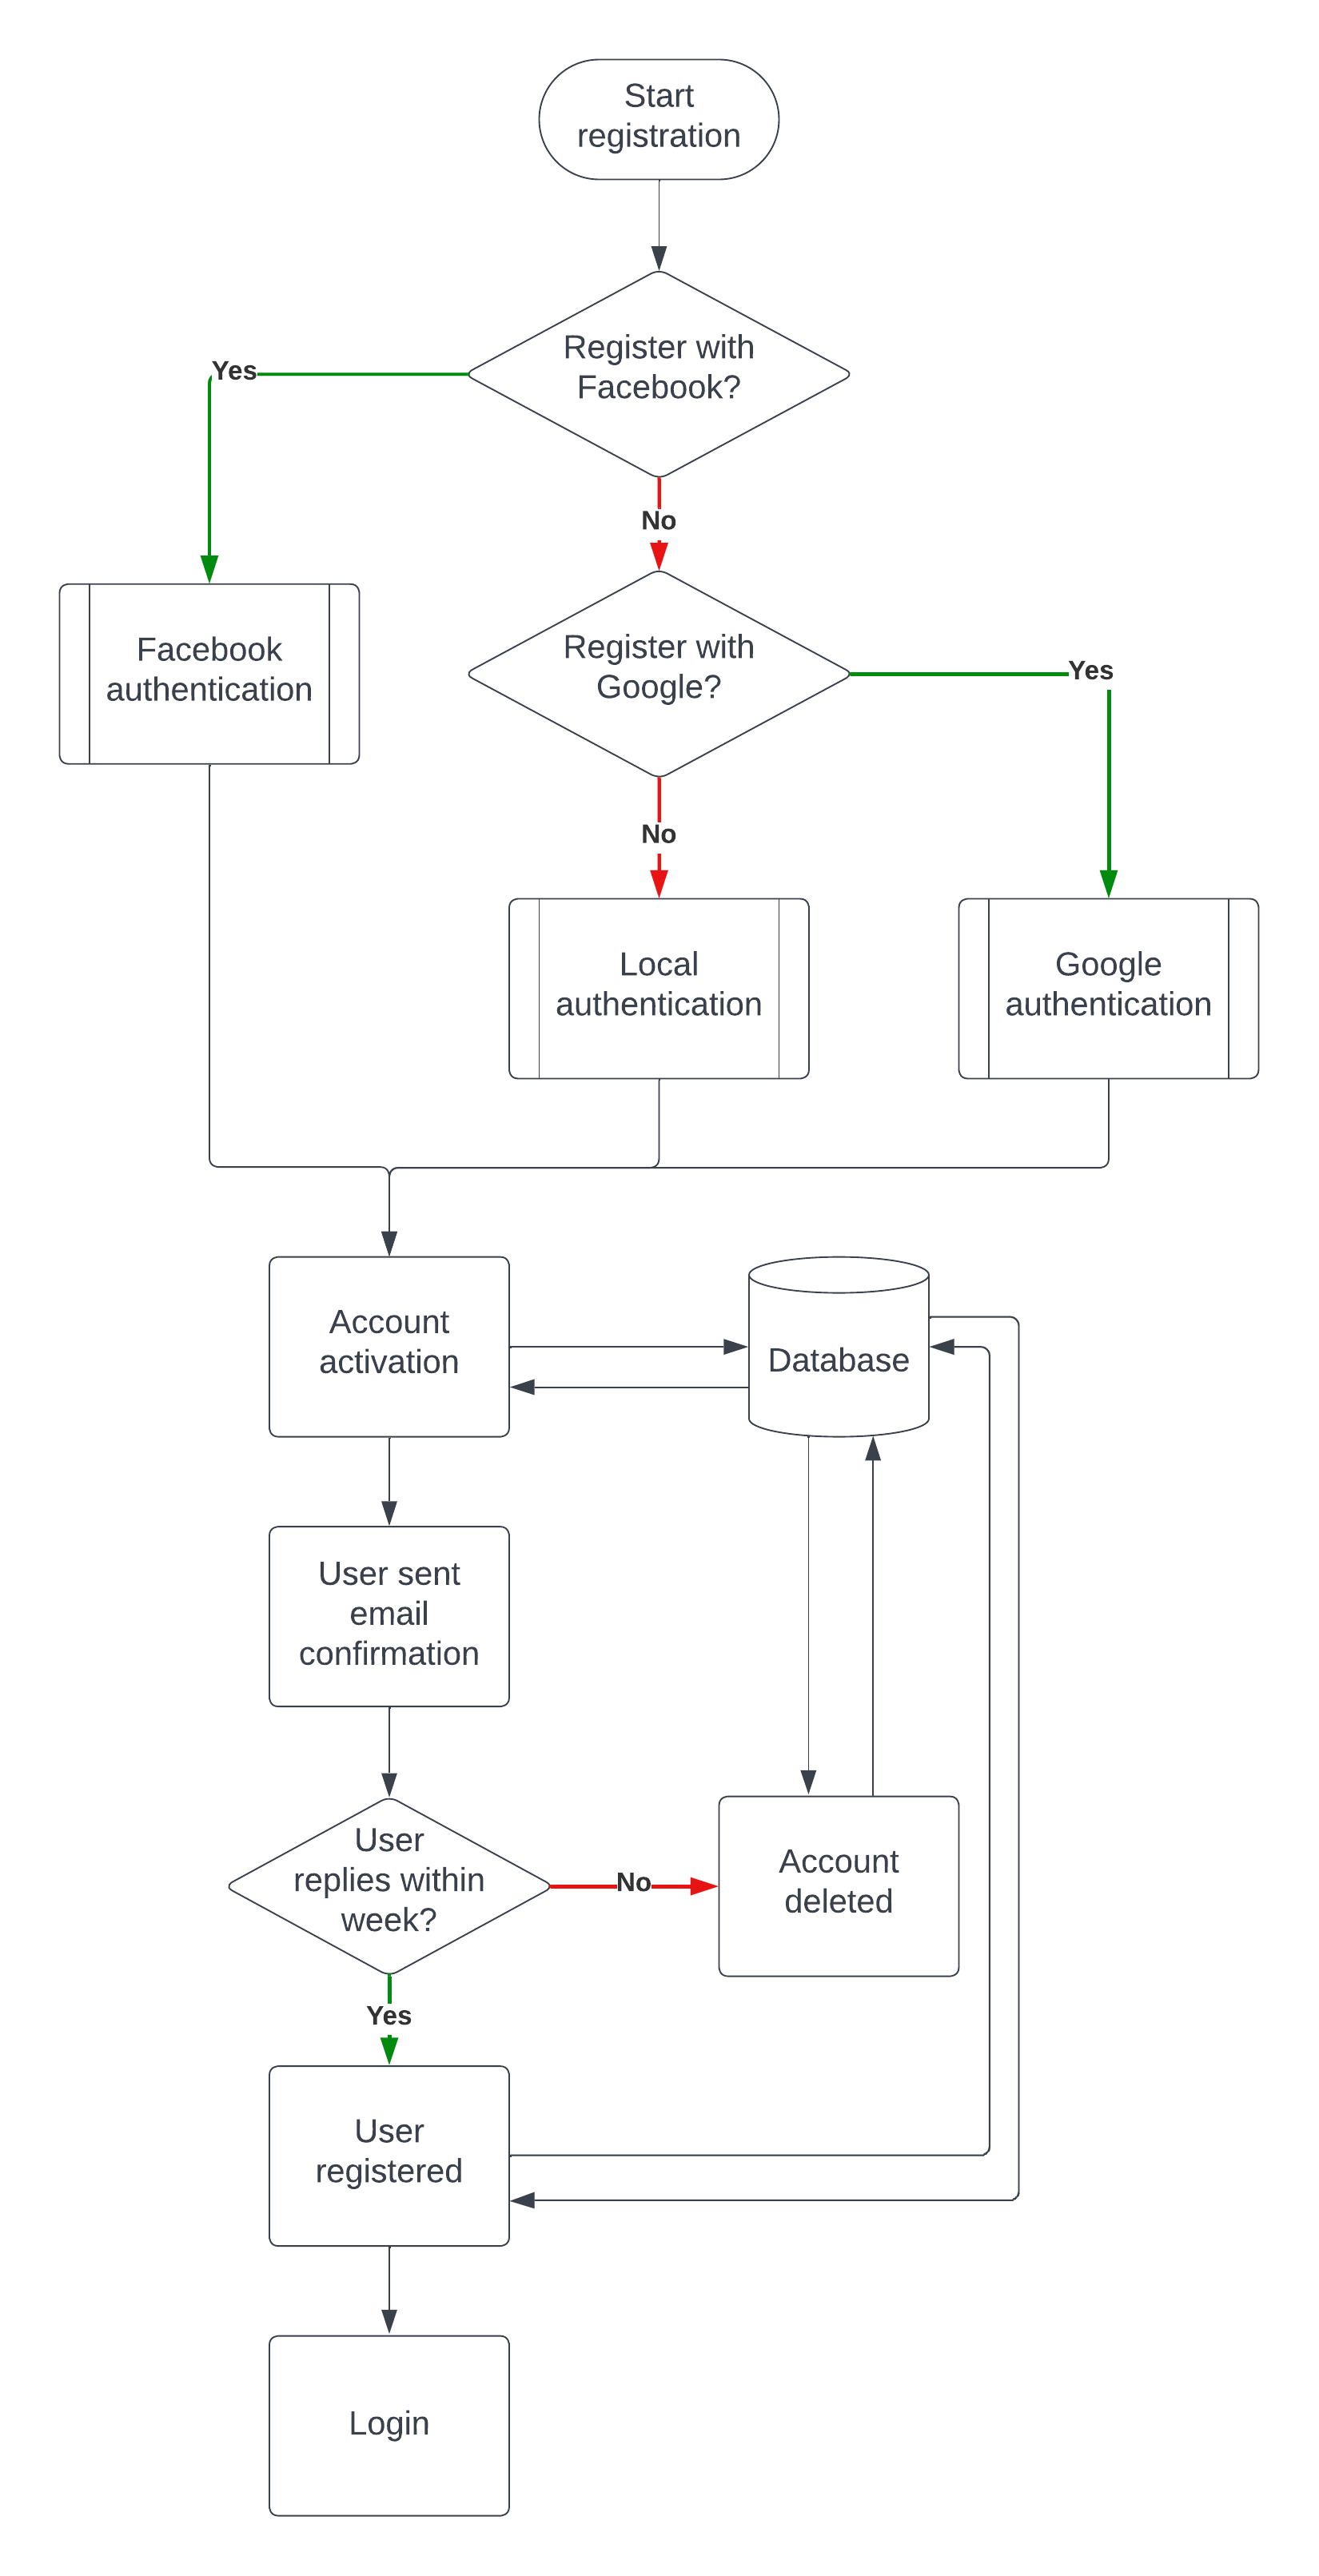 Start
registration
Register with
Facebook?
Yes
No
Facebook
authentication
Register with
Google?
Yes
No
Local
authentication
Google
authentication
Account
activation
Database
User sent
email
confirmation
User
replies within
week?
No
Account
deleted
Yes
User
registered
Login